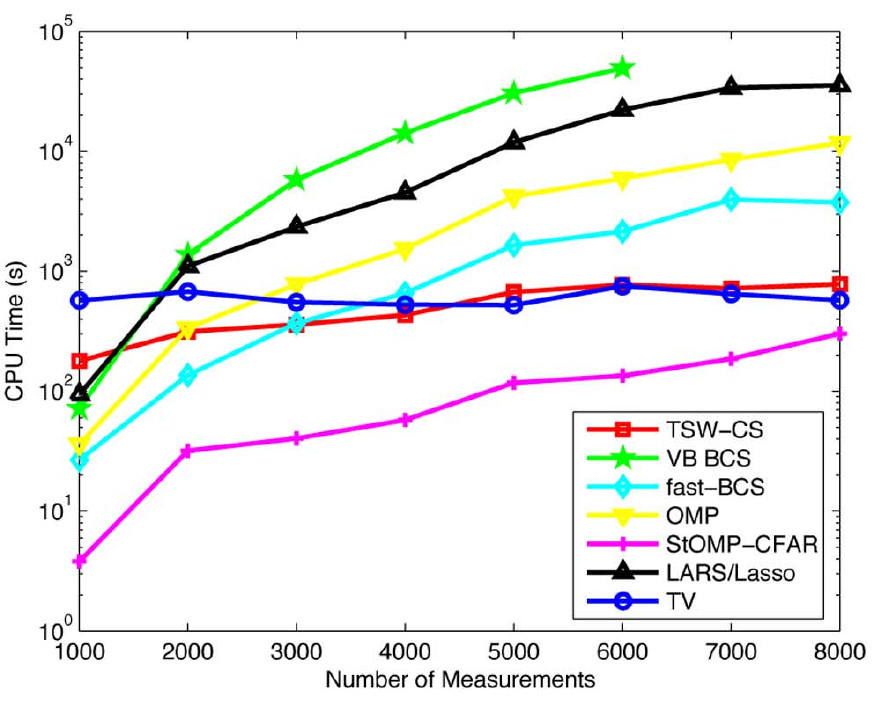 10^5
10^4
10^3
10^2
10^1
10^0
CPU Time (s)
1000 2000 3000 4000 5000 6000 7000 8000
Number of Measurements
TSW-CS
VB BCS
fast-BCS
OMP
StOMP-CFAR
LARS/Lasso
TV